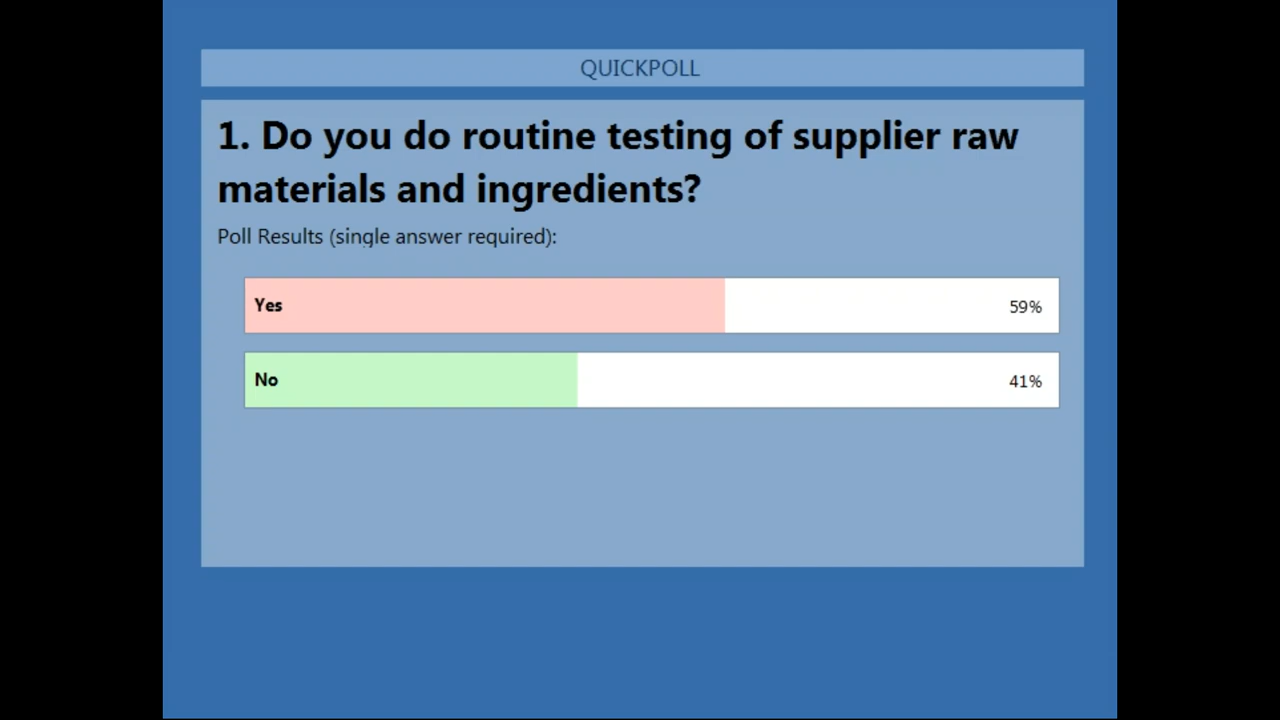 QUICKPOLL
1. Do you do routine testing of supplier raw
materials and ingredients?
Poll Results (single answer required):
Yes 59%
No 41%